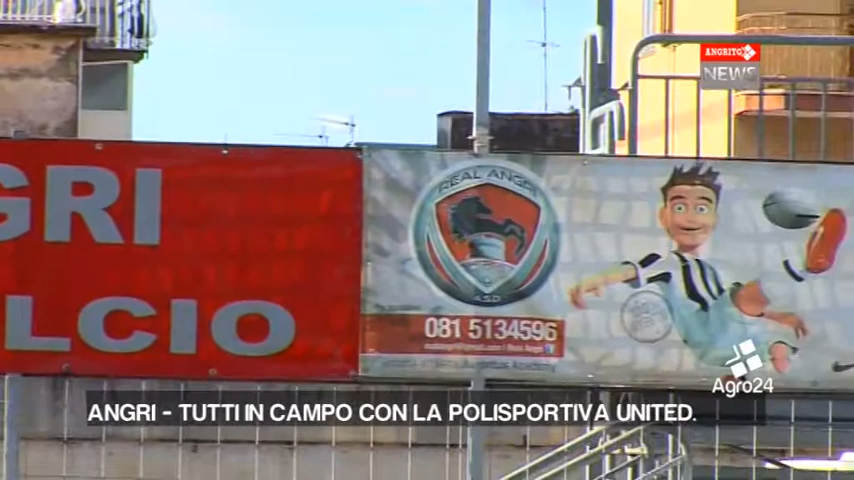 ANGRITO
NEWS
GRI
LCIO
REAL ANGRI
A.S.D.
081 5134596
Agro24
ANGRI - TUTTI IN CAMPO CON LA POLISPORTIVA UNITED.